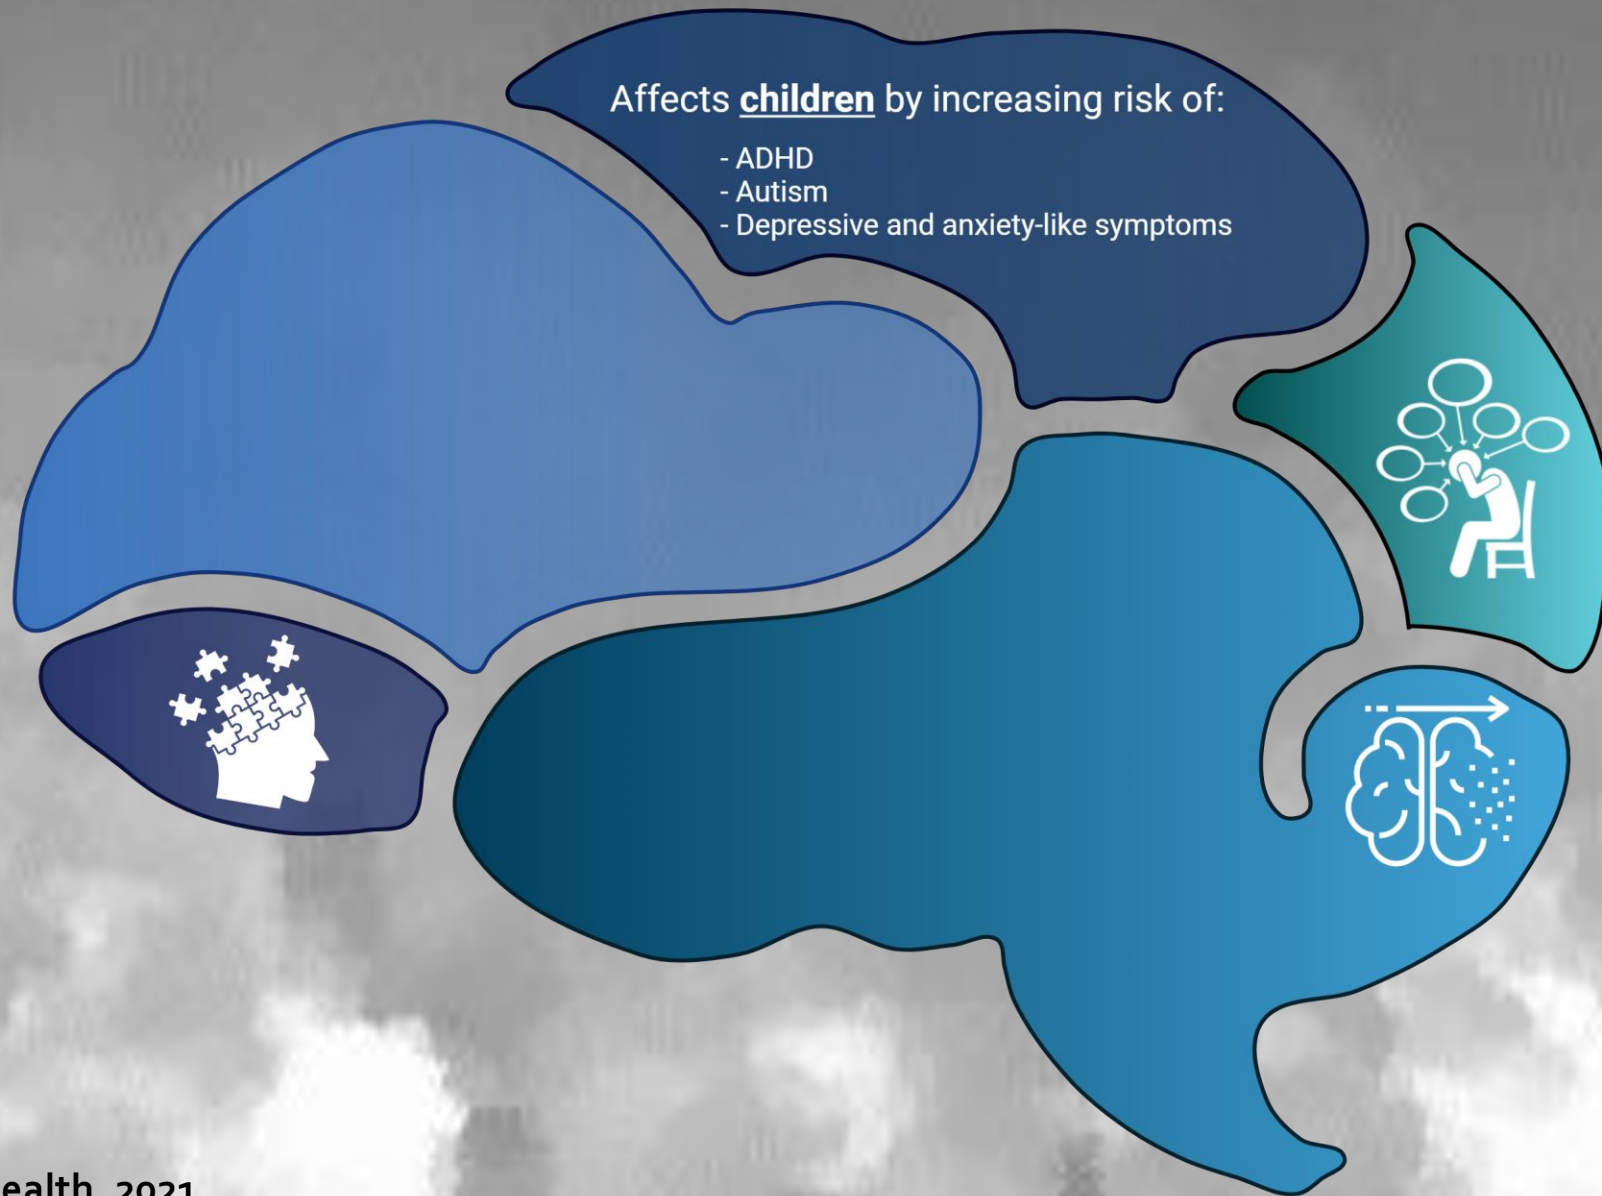 Affects children by increasing risk of:
- ADHD
- Autism
- Depressive and anxiety-like symptoms
ealth, 2021